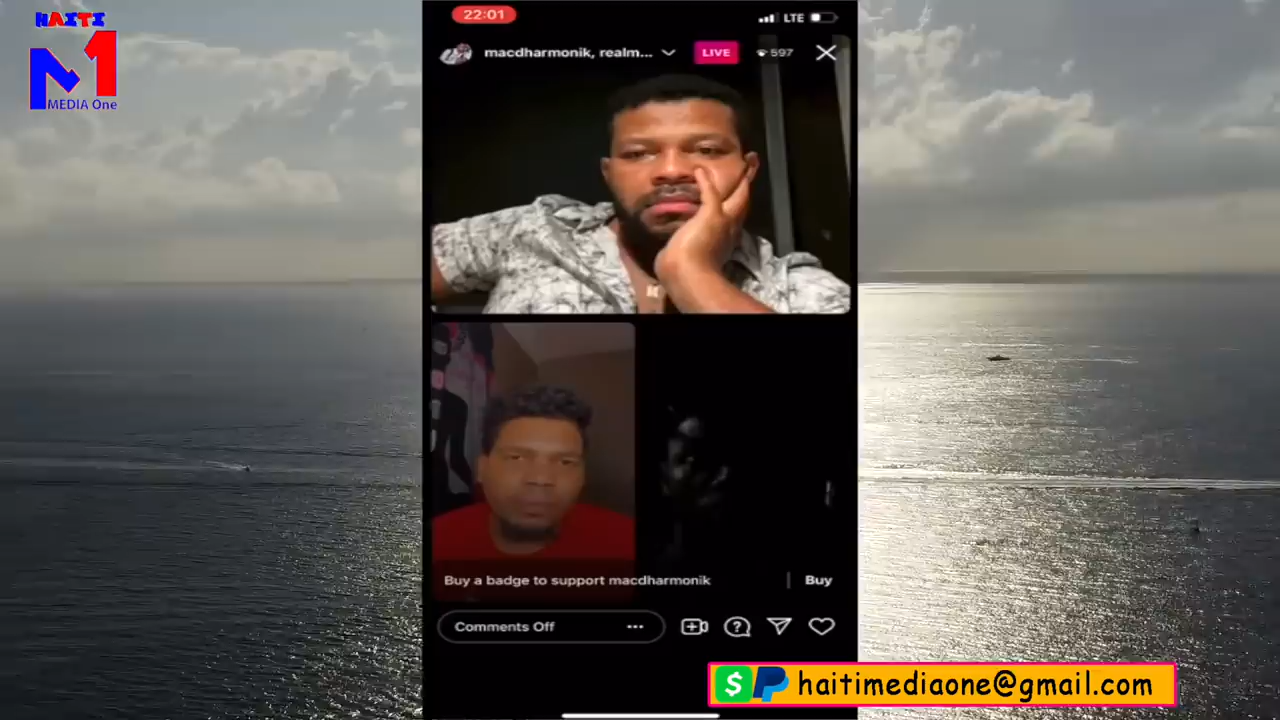 HAITI
M1
MEDIA One
22:01
LTE
macdharmonik, realm...
LIVE
597
Buy a badge to support macdharmonik
Buy
Comments Off
haitimediaone@gmail.com